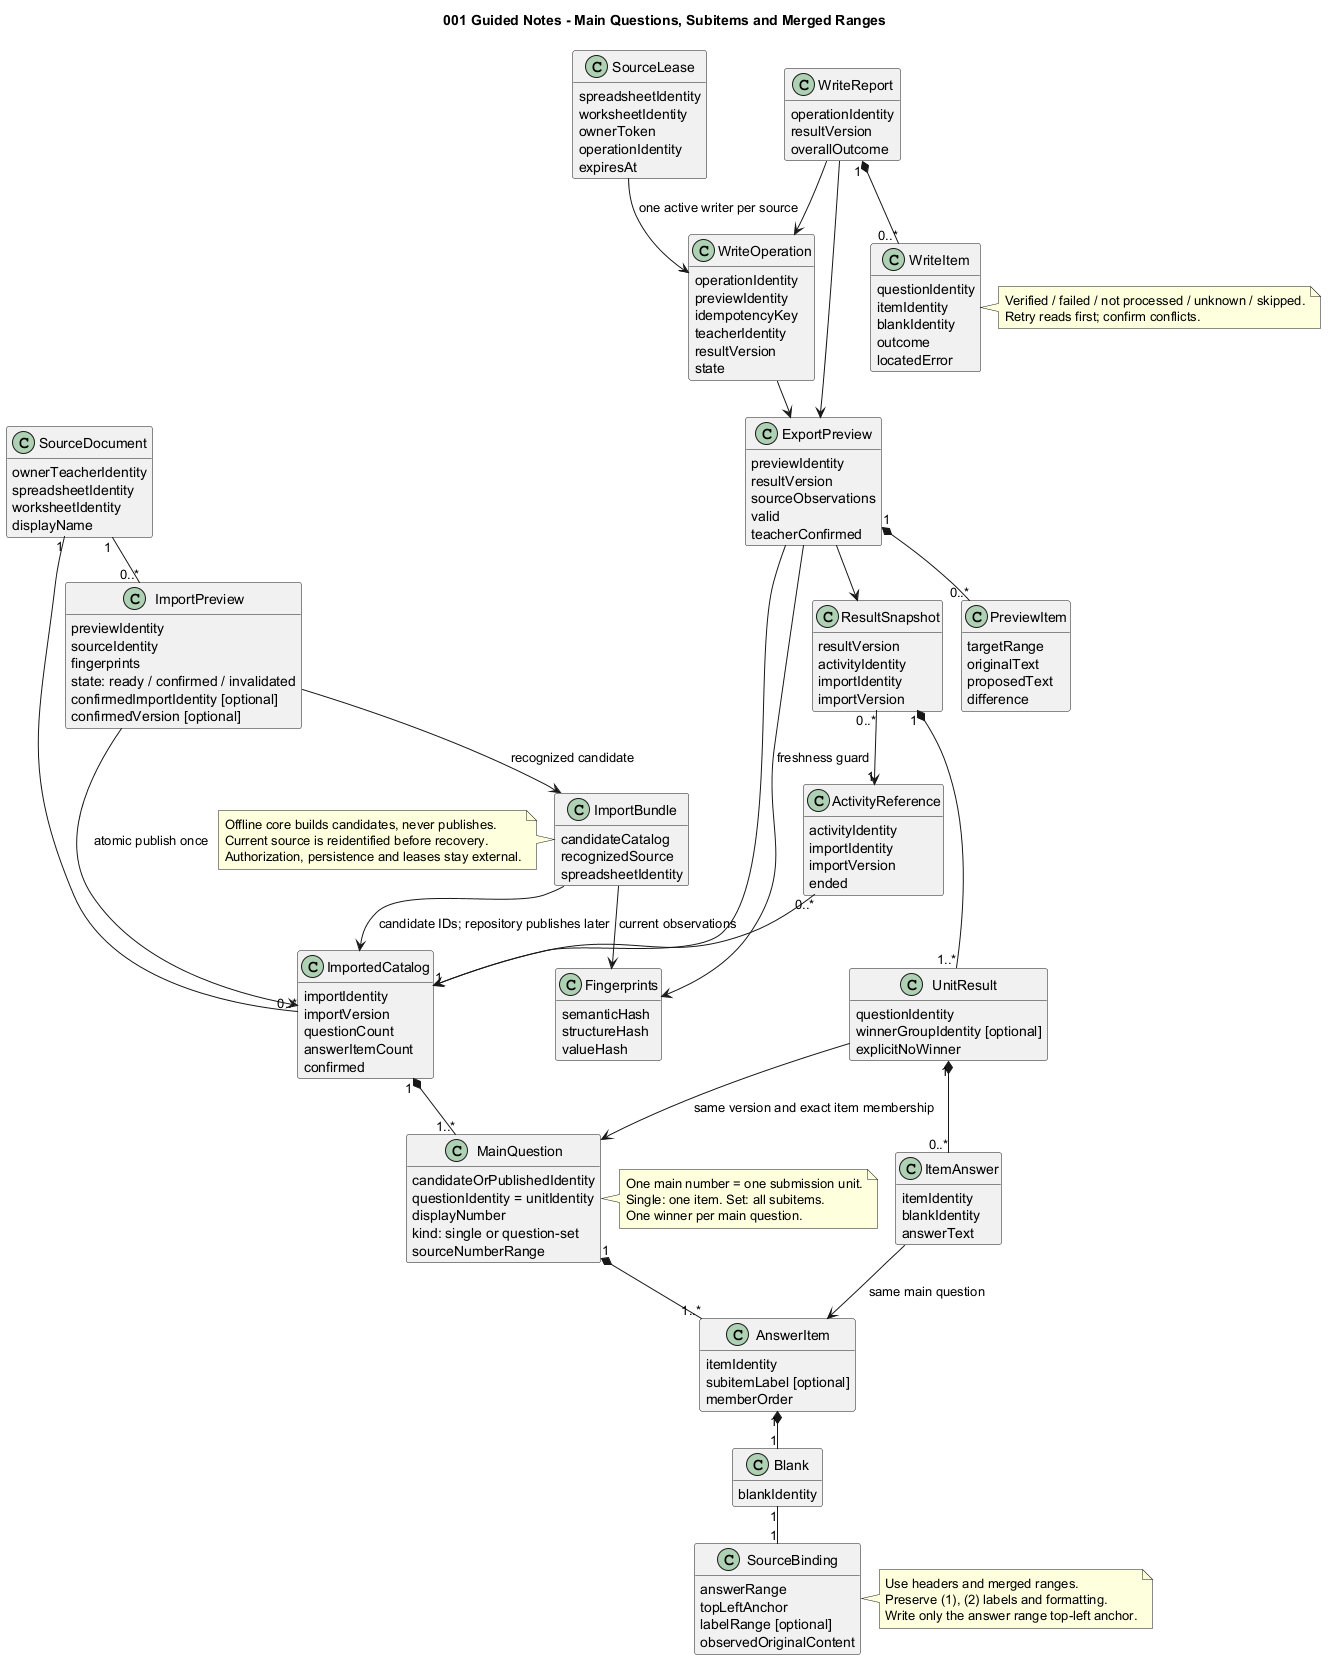 001 Guided Notes - Main Questions, Subitems and Merged Ranges
C SourceLease
spreadsheetIdentity
worksheetIdentity
ownerToken
operationIdentity
expiresAt
C WriteReport
operationIdentity
resultVersion
overallOutcome
1
one active writer per source
0..*
C WriteOperation
operationIdentity
previewIdentity
idempotencyKey
teacherIdentity
resultVersion
state
C WriteItem
questionIdentity
itemIdentity
blankIdentity
outcome
locatedError
Verified / failed / not processed / unknown / skipped.
Retry reads first; confirm conflicts.
C SourceDocument
ownerTeacherIdentity
spreadsheetIdentity
worksheetIdentity
displayName
1
1
0..*
C ExportPreview
previewIdentity
resultVersion
sourceObservations
valid
teacherConfirmed
1
0..*
C ImportPreview
previewIdentity
sourceIdentity
fingerprints
state: ready / confirmed / invalidated
confirmedImportIdentity [optional]
confirmedVersion [optional]
C ResultSnapshot
resultVersion
activityIdentity
importIdentity
importVersion
0..*
1
C PreviewItem
targetRange
originalText
proposedText
difference
recognized candidate
freshness guard
1
C ImportBundle
candidateCatalog
recognizedSource
spreadsheetIdentity
Offline core builds candidates, never publishes.
Current source is reidentified before recovery.
Authorization, persistence and leases stay external.
atomic publish once
C ActivityReference
activityIdentity
importIdentity
importVersion
ended
0..*
candidate IDs; repository publishes later
current observations
C ImportedCatalog
importIdentity
importVersion
questionCount
answerItemCount
confirmed
0..*
1
1
1..*
C Fingerprints
semanticHash
structureHash
valueHash
1..*
C UnitResult
questionIdentity
winnerGroupIdentity [optional]
explicitNoWinner
1
0..*
same version and exact item membership
C MainQuestion
candidateOrPublishedIdentity
questionIdentity = unitIdentity
displayNumber
kind: single or question-set
sourceNumberRange
1
1..*
One main number = one submission unit.
Single: one item. Set: all subitems.
One winner per main question.
C ItemAnswer
itemIdentity
blankIdentity
answerText
same main question
C AnswerItem
itemIdentity
subitemLabel [optional]
memberOrder
1
1
C Blank
blankIdentity
1
1
C SourceBinding
answerRange
topLeftAnchor
labelRange [optional]
observedOriginalContent
Use headers and merged ranges.
Preserve (1), (2) labels and formatting.
Write only the answer range top-left anchor.